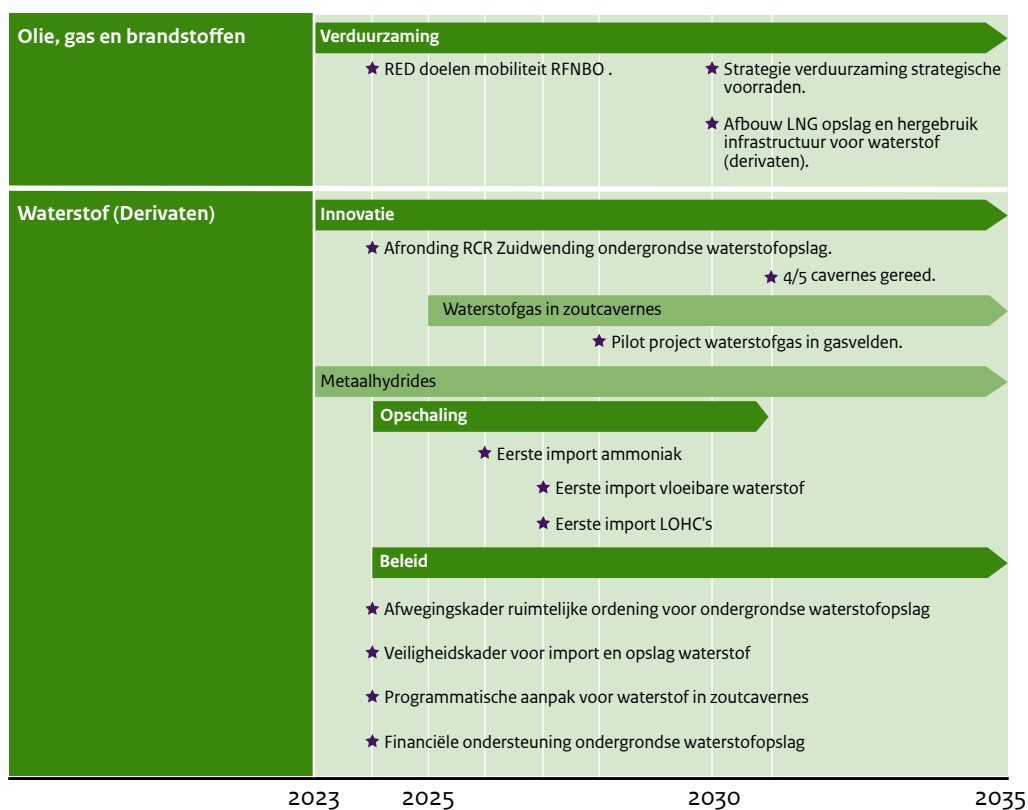 Olie, gas en brandstoffen
Verduurzaming
RED doelen mobiliteit RFNBO .
Strategie verduurzaming strategische
voorraden.
Afbouw LNG opslag en hergebruik
infrastructuur voor waterstof
(derivaten).
Waterstof (Derivaten)
Innovatie
Afronding RCR Zuidwending ondergrondse waterstofopslag.
4/5 cavernes gereed.
Waterstofgas in zoutcavernes
Pilot project waterstofgas in gasvelden.
Metaalhydrides
Opschaling
Eerste import ammoniak
Eerste import vloeibare waterstof
Eerste import LOHC's
Beleid
Afwegingskader ruimtelijke ordening voor ondergrondse waterstofopslag
Veiligheidskader voor import en opslag waterstof
Programmatische aanpak voor waterstof in zoutcavernes
Financiële ondersteuning ondergrondse waterstofopslag
2023 2025 2030 2035